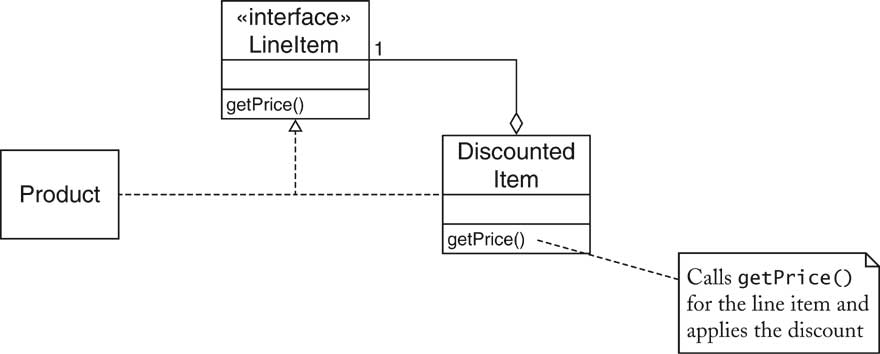 «interface»
LineItem
1
getPrice()
Discounted
Item
Product
getPrice()
Calls getPrice()
for the line item and
applies the discount